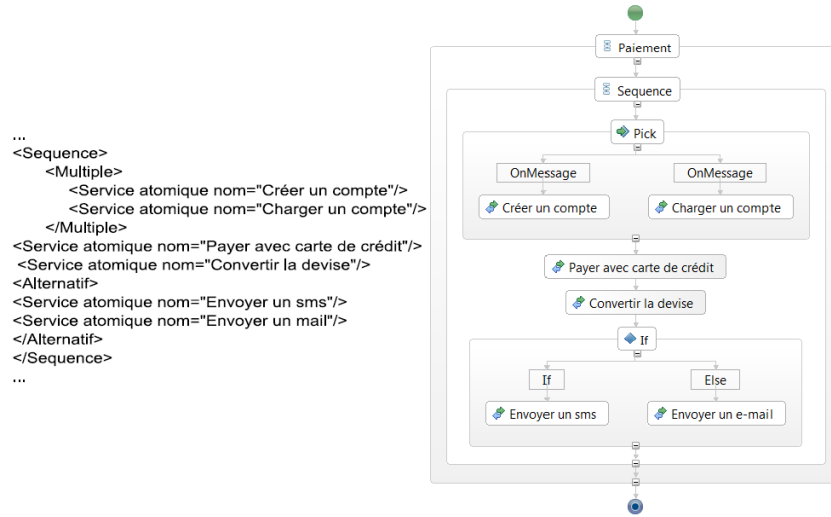 ...
<Sequence>
<Multiple>
<Service atomique nom="Créer un compte"/>
<Service atomique nom="Charger un compte"/>
</Multiple>
<Service atomique nom="Payer avec carte de crédit"/>
<Service atomique nom="Convertir la devise"/>
<Alternatif>
<Service atomique nom="Envoyer un sms"/>
<Service atomique nom="Envoyer un mail"/>
</Alternatif>
</Sequence>
...
Paiement
Sequence
Pick
OnMessage OnMessage
Créer un compte Charger un compte
Payer avec carte de crédit
Convertir la devise
If
If Else
Envoyer un sms Envoyer un e-mail